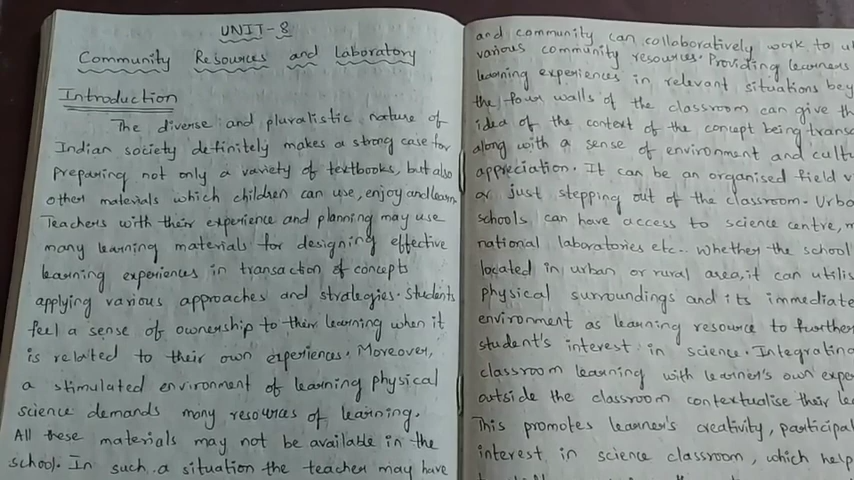 UNIT-8
Community Resources and Laboratory
Introduction
The diverse and pluralistic nature of
Indian society definitely makes a strong case for
preparing not only a variety of textbooks, but also
other materials which children can use, enjoy and learn.
Teachers with their experience and planning may use
many learning materials for designing effective
learning experiences in transaction of concepts
applying various approaches and strategies. Students
feel a sense of ownership to their learning when it
is related to their own experiences. Moreover,
a stimulated environment of learning physical
science demands many resources of learning.
All these materials may not be available in the
school. In such a situation the teacher may have
and community can collaboratively work to
various community resources. Providing learners
learning experiences in relevant situations
the four walls of the classroom can give
idea of the context of the concept being
along with a sense of environment and
appreciation. It can be an organised field
or just stepping out of the classroom.
schools can have access to science centre,
national laboratories etc.. Whether the school
located in urban or rural area, it can
physical surroundings and its immediate
environment as learning resource to further
student's interest in science. Integrating
classroom learning with learner's own
outside the classroom contextualise their
This promotes learner's creativity,
interest in science classroom, which help